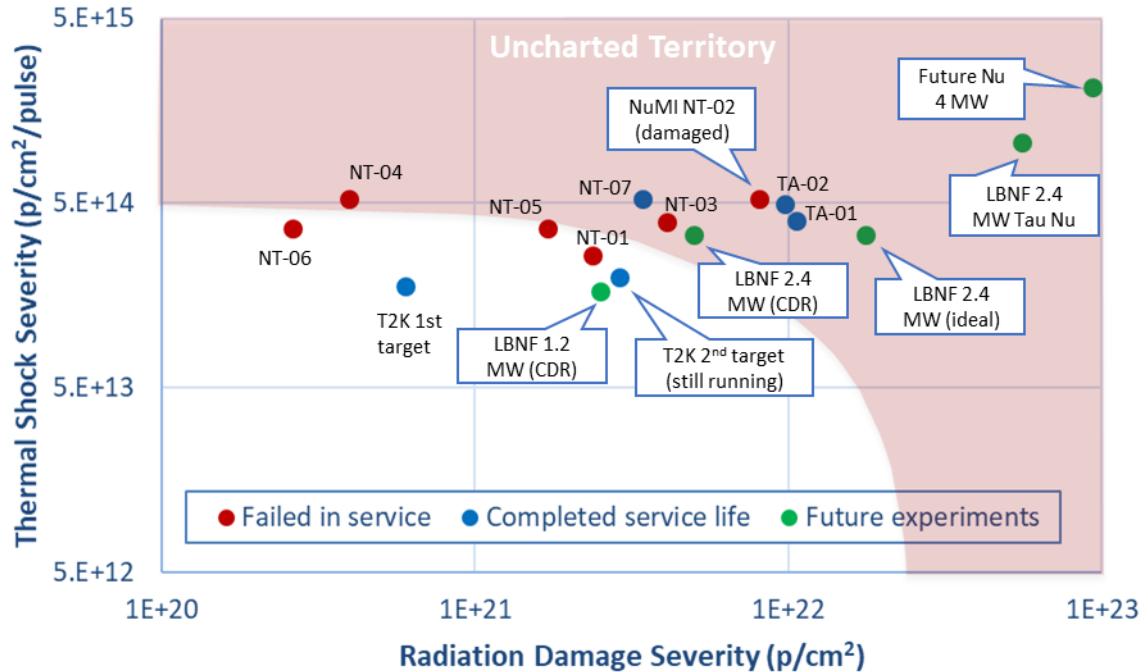 Thermal Shock Severity (p/cm²/pulse)
5.E+15
5.E+14
5.E+13
5.E+12
Uncharted Territory
Future Nu
4 MW
NuMI NT-02
(damaged)
NT-04
NT-07
TA-02
NT-06
NT-05
NT-03
TA-01
NT-01
LBNF 2.4
MW Tau Nu
T2K 1st
target
LBNF 1.2
MW (CDR)
T2K 2ⁿᵈ target
(still running)
LBNF 2.4
MW (CDR)
LBNF 2.4
MW (ideal)
Failed in service
Completed service life
Future experiments
1E+20
1E+21
1E+22
1E+23
Radiation Damage Severity (p/cm²)